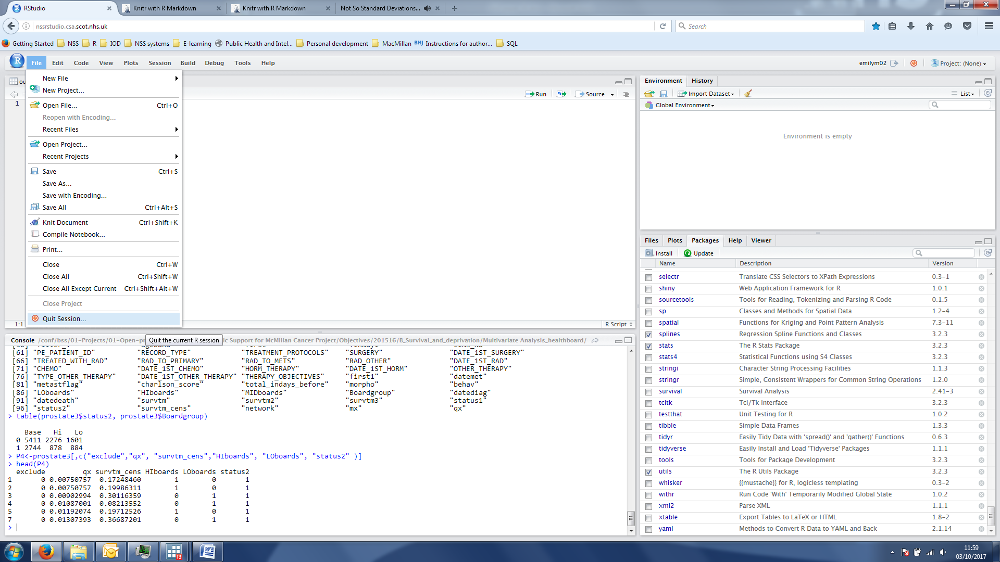 RStudio
Knitr with R Markdown
Knitr with R Markdown
Not So Standard Deviations...
nssrstudio.csa.scot.nhs.uk
Search
Getting Started NSS R IOD NSS systems E-learning Public Health and Intel... Personal development MacMillan BMJ Instructions for author... SQL
R File Edit Code View Plots Session Build Debug Tools Help
emilym02 Project: (None)
New File
New Project...
Open File... Ctrl+O
Reopen with Encoding...
Recent Files
Open Project...
Recent Projects
Save Ctrl+S
Save As...
Save with Encoding...
Save All Ctrl+Alt+S
Knit Document Ctrl+Shift+K
Compile Notebook...
Print...
Close Ctrl+W
Close All Ctrl+Shift+W
Close All Except Current Ctrl+Shift+Alt+W
Close Project
Quit Session...
Quit the current R session
ou
Run Source
1
1:1 R Script
Console /conf/bss/01-Projects/01-Open-pr ic Support for McMillan Cancer Project/Objectives/201516/B_Survival_and_deprivation/Multivariate Analysis_healthboard/
[61] "PE_PATIENT_ID" "RECORD_TYPE" "TREATMENT_PROTOCOLS" "SURGERY" "DATE_1ST_SURGERY"
[66] "TREATED_WITH_RAD" "RAD_TO_PRIMARY" "RAD_TO_METS" "RAD_OTHER" "DATE_1ST_RAD"
[71] "CHEMO" "DATE_1ST_CHEMO" "HORM_THERAPY" "DATE_1ST_HORM" "OTHER_THERAPY"
[76] "TYPE_OTHER_THERAPY" "DATE_1ST_OTHER_THERAPY" "THERAPY_OBJECTIVES" "first1" "datemet"
[81] "metastflag" "charlson_score" "total_indays_before" "morpho" "behav"
[86] "LOboards" "HIboards" "MIDboards" "Boardgroup" "datediag"
[91] "datedeath" "survtm" "survtm2" "survtm3" "status1"
[96] "status2" "survtm_cens" "network" "mx" "qx"
> table(prostate3$status2, prostate3$Boardgroup)
Base Hi Lo
0 5411 2276 1601
1 2744 878 884
> P4<-prostate3[,c("exclude","qx", "survtm_cens","HIboards", "LOboards", "status2" )]
> head(P4)
exclude qx survtm_cens HIboards LOboards status2
1 0 0.00750757 0.17248460 1 0 1
2 0 0.00750757 0.19986311 1 0 1
3 0 0.00902994 0.30116359 0 1 1
4 0 0.01087001 0.08213552 0 1 1
5 0 0.01192074 0.19712526 1 0 1
7 0 0.01307393 0.36687201 0 1 1
>
Environment History
Import Dataset List
Global Environment
Environment is empty
Files Plots Packages Help Viewer
Install Update
Name Description Version
selectr Translate CSS Selectors to XPath Expressions 0.3-1
shiny Web Application Framework for R 1.0.1
sourcetools Tools for Reading, Tokenizing and Parsing R Code 0.1.5
sp Classes and Methods for Spatial Data 1.2-4
spatial Functions for Kriging and Point Pattern Analysis 7.3-11
splines Regression Spline Functions and Classes 3.2.3
stats The R Stats Package 3.2.3
stats4 Statistical Functions using S4 Classes 3.2.3
stringi Character String Processing Facilities 1.1.3
stringr Simple, Consistent Wrappers for Common String Operations 1.2.0
survival Survival Analysis 2.41-3
tcltk Tcl/Tk Interface 3.2.3
testthat Unit Testing for R 1.0.2
tibble Simple Data Frames 1.3.3
tidyr Easily Tidy Data with 'spread()' and 'gather()' Functions 0.6.3
tidyverse Easily Install and Load 'Tidyverse' Packages 1.1.1
tools Tools for Package Development 3.2.3
utils The R Utils Package 3.2.3
whisker {{mustache}} for R, logicless templating 0.3-2
withr Run Code 'With' Temporarily Modified Global State 1.0.2
xml2 Parse XML 1.1.1
xtable Export Tables to LaTeX or HTML 1.8-2
yaml Methods to Convert R Data to YAML and Back 2.1.14
13
11:59
03/10/2017